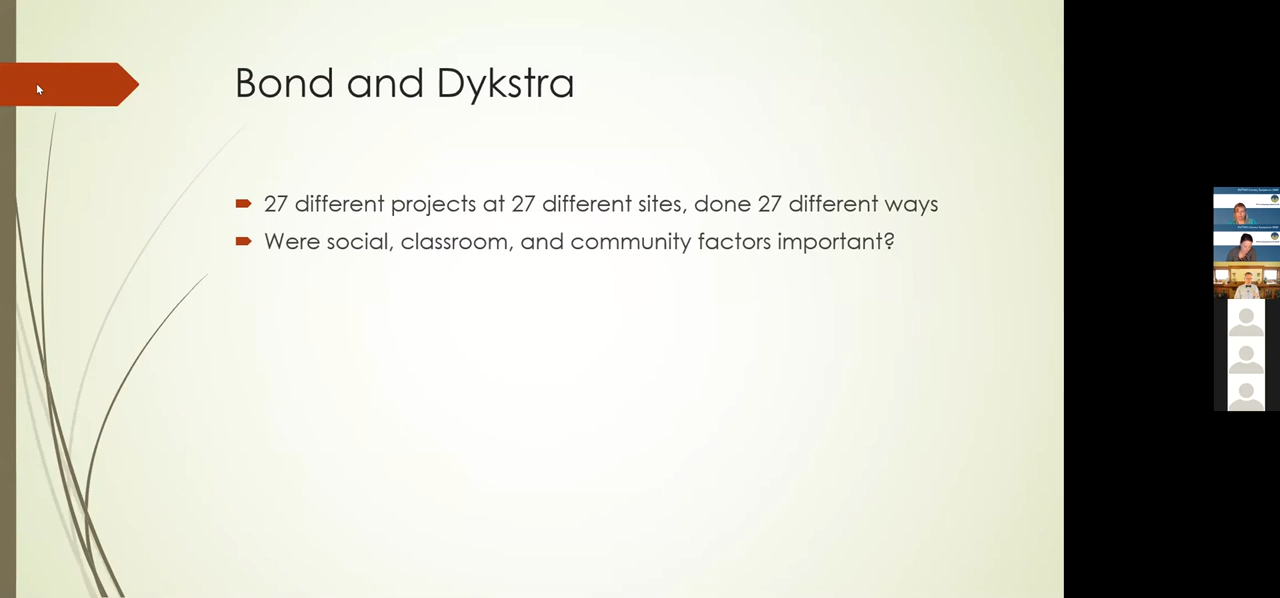 Bond and Dykstra
27 different projects at 27 different sites, done 27 different ways
Were social, classroom, and community factors important?